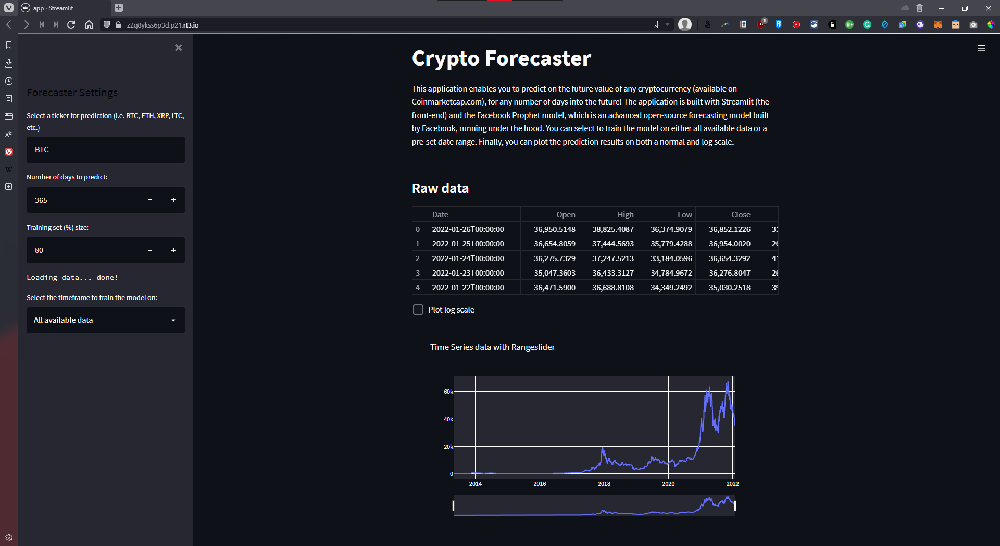 app · Streamlit
z2g8ykss6p3d.p21.rt3.io
1
Forecaster Settings
Select a ticker for prediction (i.e. BTC, ETH, XRP, LTC,
etc.)
BTC
Number of days to predict:
365
Training set (%) size:
80
Loading data... done!
Select the timeframe to train the model on:
All available data
Crypto Forecaster
This application enables you to predict on the future value of any cryptocurrency (available on
Coinmarketcap.com), for any number of days into the future! The application is built with Streamlit (the
front-end) and the Facebook Prophet model, which is an advanced open-source forecasting model built
by Facebook, running under the hood. You can select to train the model on either all available data or a
pre-set date range. Finally, you can plot the prediction results on both a normal and log scale.
Raw data
Date Open High Low Close
0 2022-01-26T00:00:00 36,950.5148 38,825.4087 36,374.9079 36,852.1226 31
1 2022-01-25T00:00:00 36,654.8059 37,444.5693 35,779.4288 36,954.0020 26
2 2022-01-24T00:00:00 36,275.7329 37,247.5213 33,184.0596 36,654.3292 41
3 2022-01-23T00:00:00 35,047.3603 36,433.3127 34,784.9672 36,276.8047 26
4 2022-01-22T00:00:00 36,471.5900 36,688.8108 34,349.2492 35,030.2518 39
Plot log scale
Time Series data with Rangeslider
60k
40k
20k
0
2014 2016 2018 2020 2022